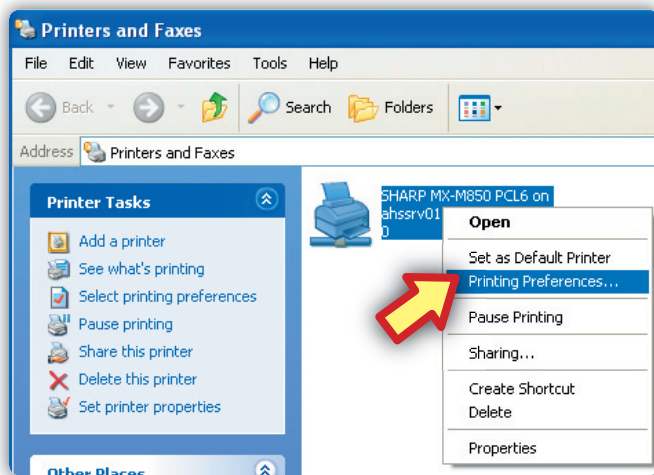 Printers and Faxes
File Edit View Favorites Tools Help
Back Search Folders
Address Printers and Faxes
Printer Tasks
Add a printer
See what's printing
Select printing preferences
Pause printing
Share this printer
Delete this printer
Set printer properties
Other Places
SHARP MX-M850 PCL6 on
ahssrv01
0
Open
Set as Default Printer
Printing Preferences...
Pause Printing
Sharing...
Create Shortcut
Delete
Properties